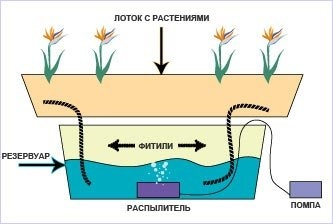 ЛОТОК С РАСТЕНИЯМИ
ФИТИЛИ
РЕЗЕРВУАР
РАСПЫЛИТЕЛЬ
ПОМПА